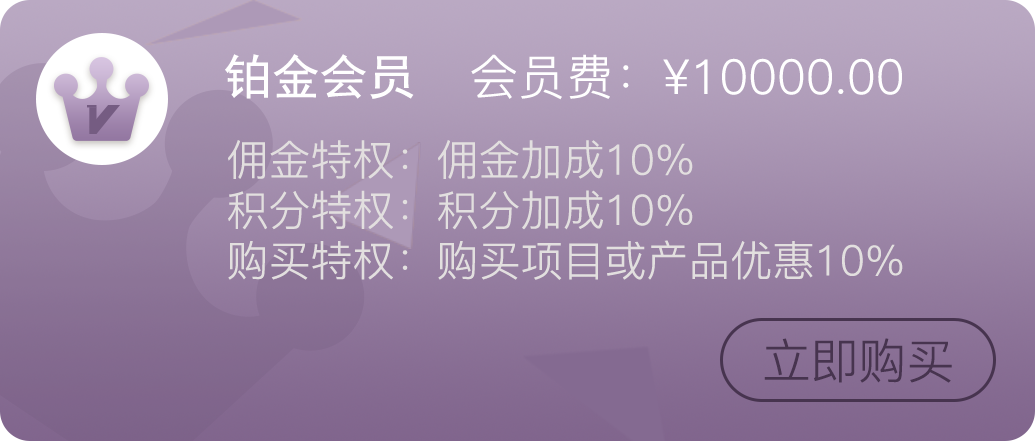 V
铂金会员 会员费：¥10000.00
佣金特权：佣金加成10%
积分特权：积分加成10%
购买特权：购买项目或产品优惠10%
立即购买